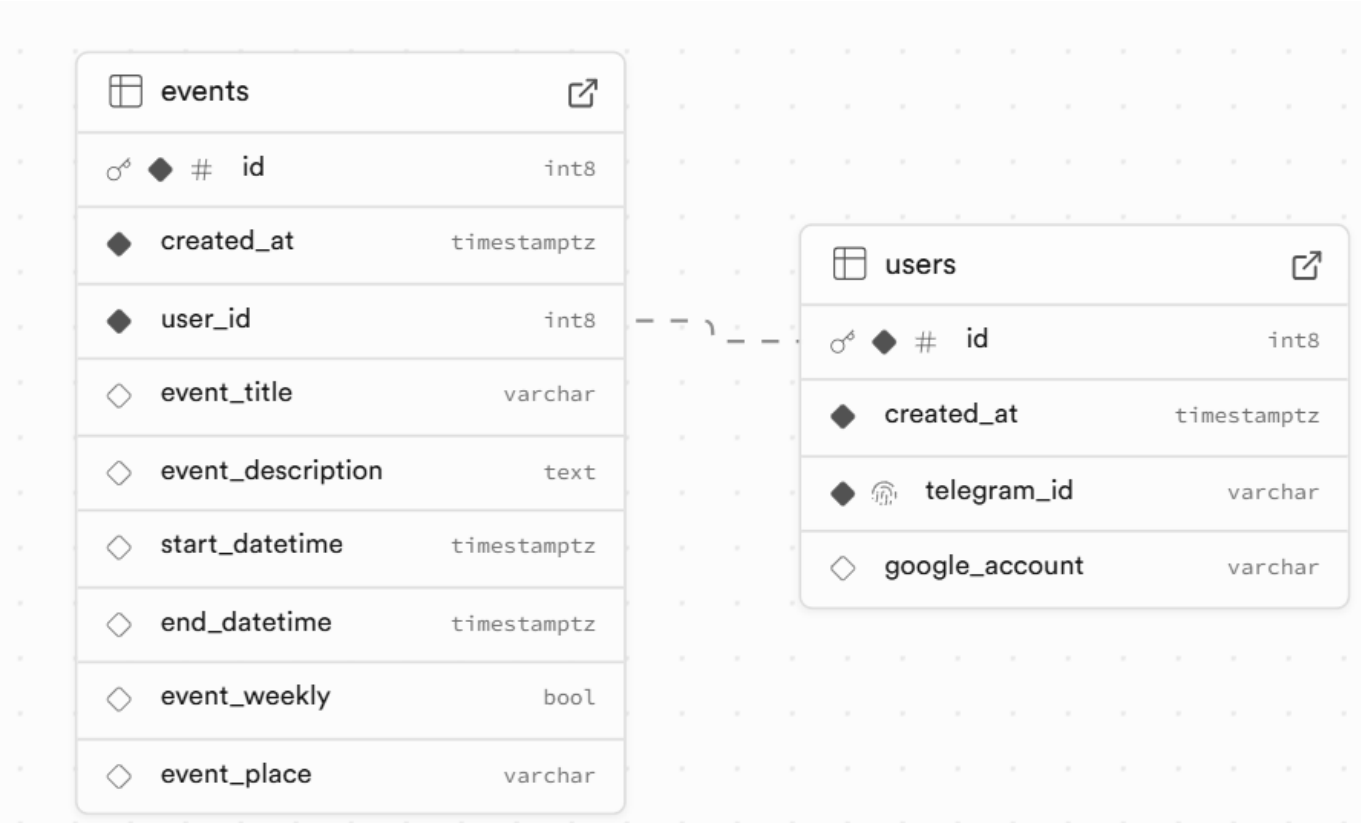 events
# id int8
created_at timestamptz
user_id int8
event_title varchar
event_description text
start_datetime timestamptz
end_datetime timestamptz
event_weekly bool
event_place varchar
users
# id int8
created_at timestamptz
telegram_id varchar
google_account varchar